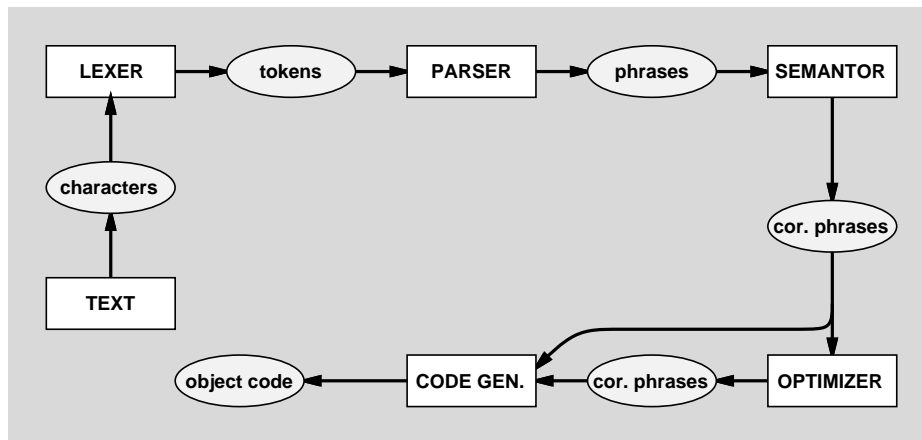 LEXER
tokens
PARSER
phrases
SEMANTOR
characters
cor. phrases
TEXT
object code
CODE GEN.
cor. phrases
OPTIMIZER